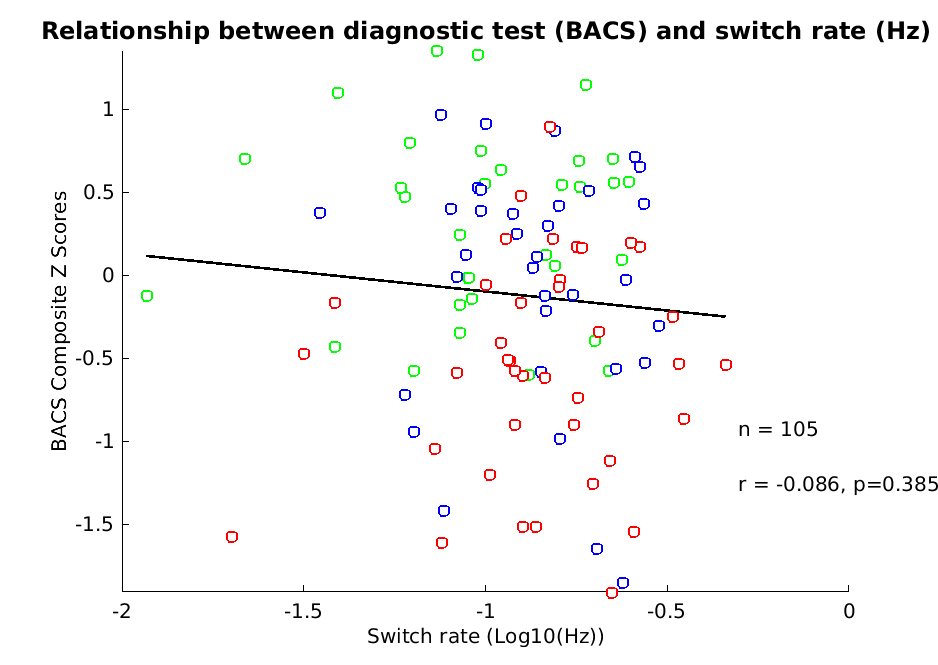 Relationship between diagnostic test (BACS) and switch rate (Hz)
BACS Composite Z Scores
1
0.5
0
-0.5
-1
-1.5
n = 105
r = -0.086, p=0.385
-2
-1.5
-1
-0.5
0
Switch rate (Log10(Hz))